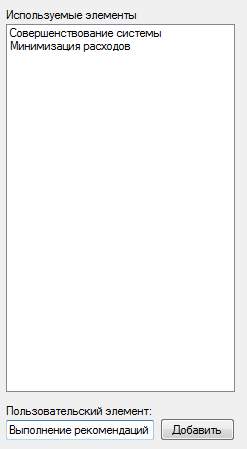 Используемые элементы
Совершенствование системы
Минимизация расходов
Пользовательский элемент:
Выполнение рекомендаций
Добавить